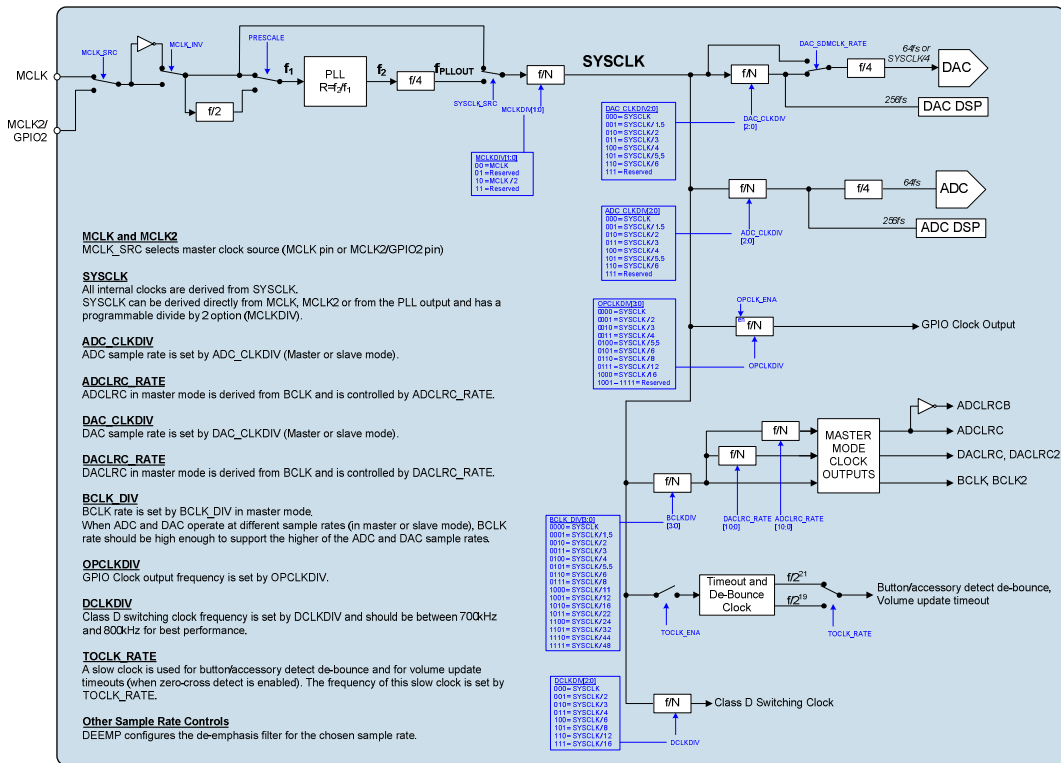 MCLK_SRC
MCLK_INV
PRESCALE
MCLK
MCLK2/
GPIO2
f/2
f1
PLL
R=f2/f1
f2
f/4
fPLLOUT
SYSCLK_SRC
MCLKDIV[1:0]
f/N
SYSCLK
MCLKDIV[1:0]
00=MCLK
01=Reserved
10=MCLK/2
11=Reserved
DAC_SDMCLK_RATE
f/N
f/4
64fs or
SYSCLK/4
DAC
256fs
DAC DSP
DAC_CLKDIV
[2:0]
DAC_CLKDIV2:0]
000=SYSCLK
001=SYSCLK/1.5
010=SYSCLK/2
011=SYSCLK/3
100=SYSCLK/4
101=SYSCLK/5.5
110=SYSCLK/6
111=Reserved
f/N
f/4
64fs
ADC
256fs
ADC DSP
ADC_CLKDIV
[2:0]
ADC_CLKDIV[2:0]
000=SYSCLK
001=SYSCLK/1.5
010=SYSCLK/2
011=SYSCLK/3
100=SYSCLK/4
101=SYSCLK/5.5
110=SYSCLK/6
111=Reserved
OPCLKDIV[3:0]
0000=SYSCLK
0001=SYSCLK/2
0010=SYSCLK/3
0011=SYSCLK/4
0100=SYSCLK/5.5
0101=SYSCLK/6
0110=SYSCLK/8
0111=SYSCLK/12
1000=SYSCLK/16
1001-1111=Reserved
OPCLK_ENA
en
f/N
OPCLKDIV
GPIO Clock Output
MCLK and MCLK2
MCLK_SRC selects master clock source (MCLK pin or MCLK2/GPIO2 pin)
SYSCLK
All internal clocks are derived from SYSCLK.
SYSCLK can be derived directly from MCLK, MCLK2 or from the PLL output and has a
programmable divide by 2 option (MCLKDIV).
ADC_CLKDIV
ADC sample rate is set by ADC_CLKDIV (Master or slave mode).
ADCLRC_RATE
ADCLRC in master mode is derived from BCLK and is controlled by ADCLRC_RATE.
DAC_CLKDIV
DAC sample rate is set by DAC_CLKDIV (Master or slave mode).
DACLRC_RATE
DACLRC in master mode is derived from BCLK and is controlled by DACLRC_RATE.
BCLK_DIV
BCLK rate is set by BCLK_DIV in master mode.
When ADC and DAC operate at different sample rates (in master or slave mode), BCLK
rate should be high enough to support the higher of the ADC and DAC sample rates.
OPCLKDIV
GPIO Clock output frequency is set by OPCLKDIV.
DCLKDIV
Class D switching clock frequency is set by DCLKDIV and should be between 700kHz
and 800kHz for best performance.
TOCLK_RATE
A slow clock is used for button/accessory detect de-bounce and for volume update
timeouts (when zero-cross detect is enabled). The frequency of this slow clock is set by
TOCLK_RATE.
Other Sample Rate Controls
DEEMP configures the de-emphasis filter for the chosen sample rate.
f/N
f/N
f/N
MASTER
MODE
CLOCK
OUTPUTS
ADCLRCB
ADCLRC
DACLRC, DACLRC2
BCLK, BCLK2
BCLKDIV
[3:0]
DACLRC_RATE
[10:0]
ADCLRC_RATE
[10:0]
BCLK_DIV[3:0]
0000=SYSCLK
0001=SYSCLK/1.5
0010=SYSCLK/2
0011=SYSCLK/3
0100=SYSCLK/4
0101=SYSCLK/5.5
0110=SYSCLK/6
0111=SYSCLK/8
1000=SYSCLK/11
1001=SYSCLK/12
1010=SYSCLK/16
1011=SYSCLK/22
1100=SYSCLK/24
1101=SYSCLK/32
1110=SYSCLK/44
1111=SYSCLK/48
TOCLK_ENA
Timeout and
De-Bounce
Clock
f/2^21
f/2^19
TOCLK_RATE
Button/accessory detect de-bounce,
Volume update timeout
DCLKDIV[2:0]
000=SYSCLK
001=SYSCLK/2
010=SYSCLK/3
011=SYSCLK/4
100=SYSCLK/6
101=SYSCLK/8
110=SYSCLK/12
111=SYSCLK/16
f/N
DCLKDIV
Class D Switching Clock